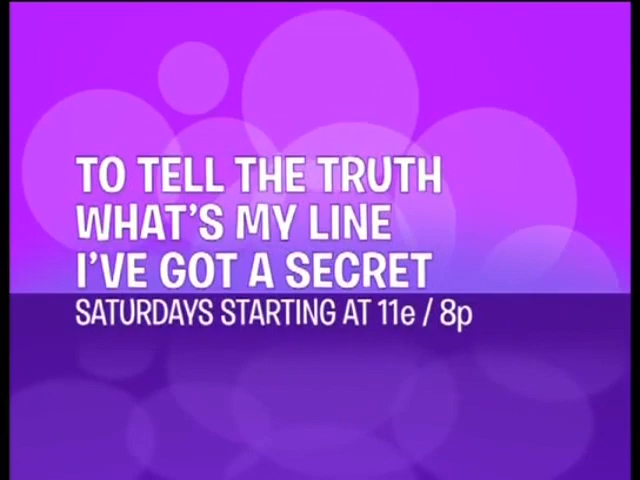 TO TELL THE TRUTH
WHAT'S MY LINE
I'VE GOT A SECRET
SATURDAYS STARTING AT 11e / 8p